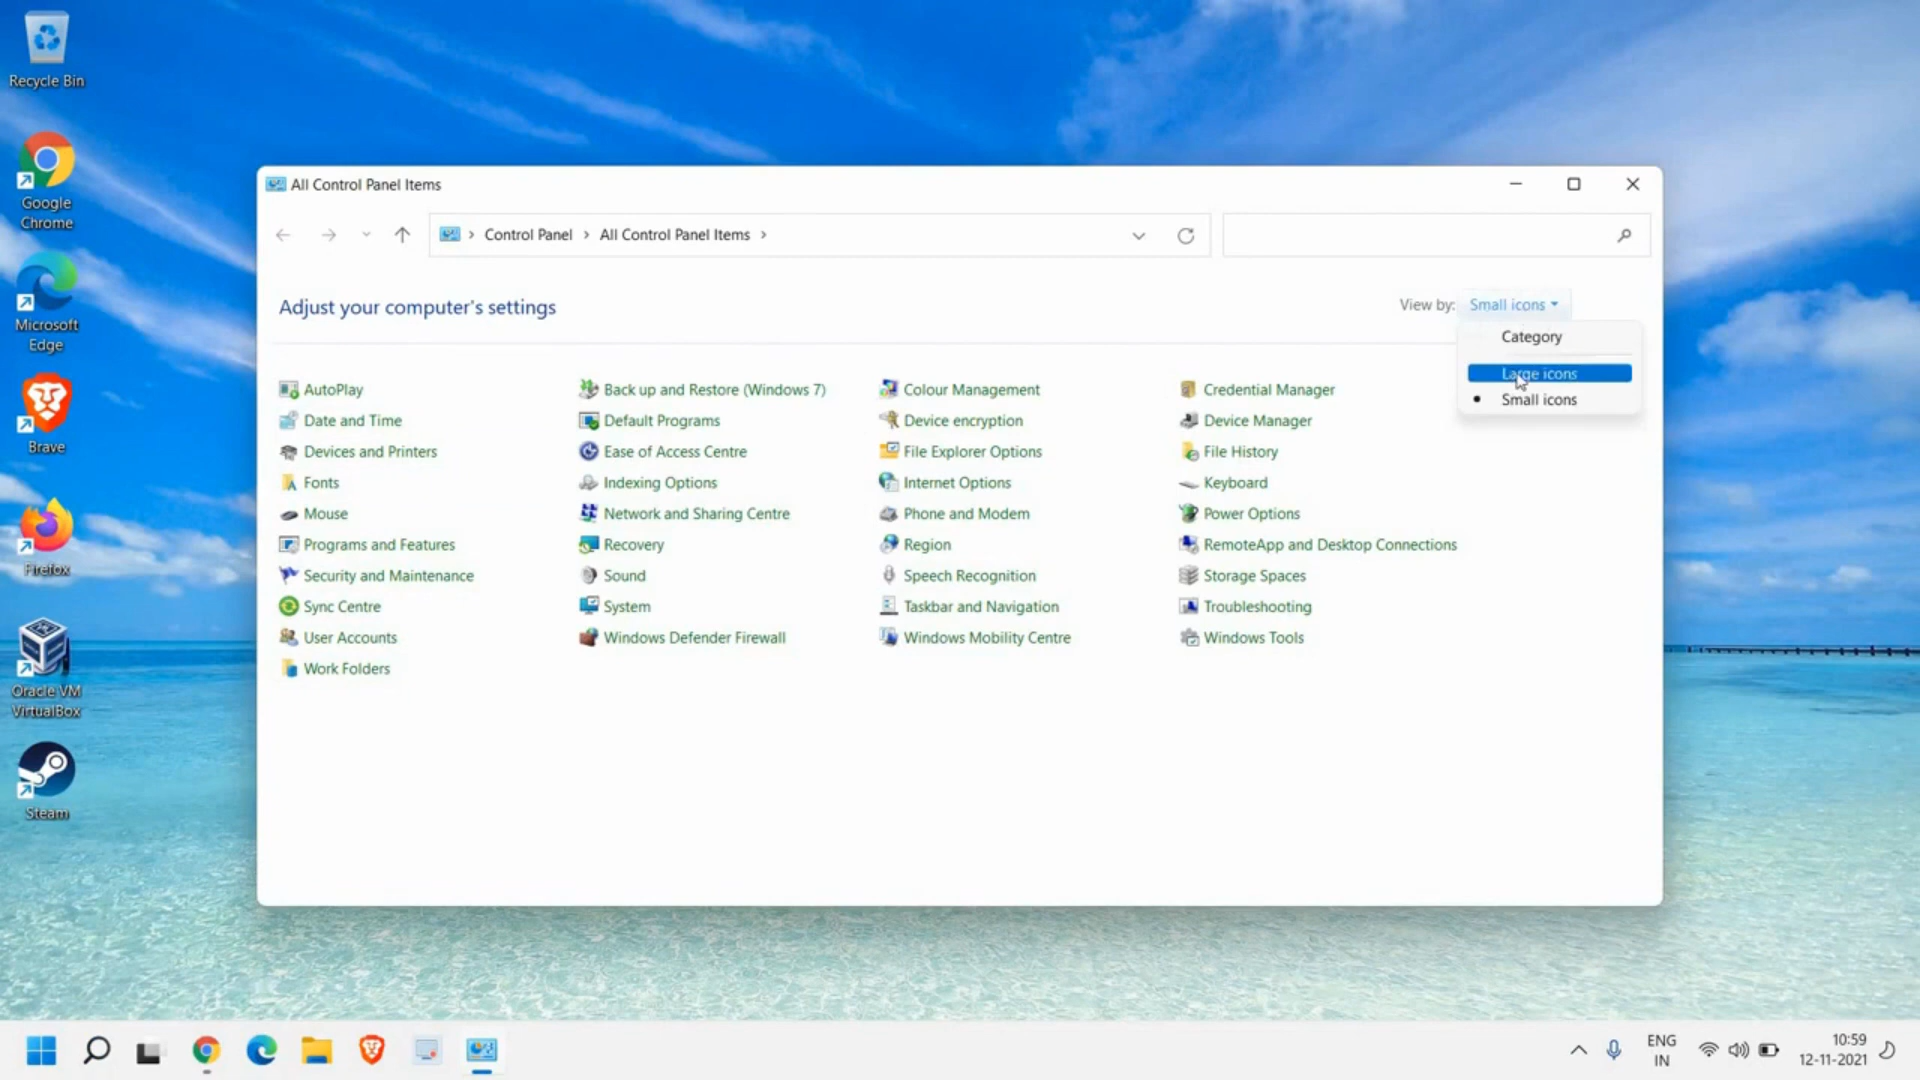 Recycle Bin
Google
Chrome
Microsoft
Edge
Brave
Firefox
Oracle VM
VirtualBox
Steam
All Control Panel Items
Control Panel
All Control Panel Items
Adjust your computer's settings
View by: Small icons
Category
Large icons
Small icons
AutoPlay
Back up and Restore (Windows 7)
Colour Management
Credential Manager
Date and Time
Default Programs
Device encryption
Device Manager
Devices and Printers
Ease of Access Centre
File Explorer Options
File History
Fonts
Indexing Options
Internet Options
Keyboard
Mouse
Network and Sharing Centre
Phone and Modem
Power Options
Programs and Features
Recovery
Region
RemoteApp and Desktop Connections
Security and Maintenance
Sound
Speech Recognition
Storage Spaces
Sync Centre
System
Taskbar and Navigation
Troubleshooting
User Accounts
Windows Defender Firewall
Windows Mobility Centre
Windows Tools
Work Folders
ENG
IN
10:59
12-11-2021